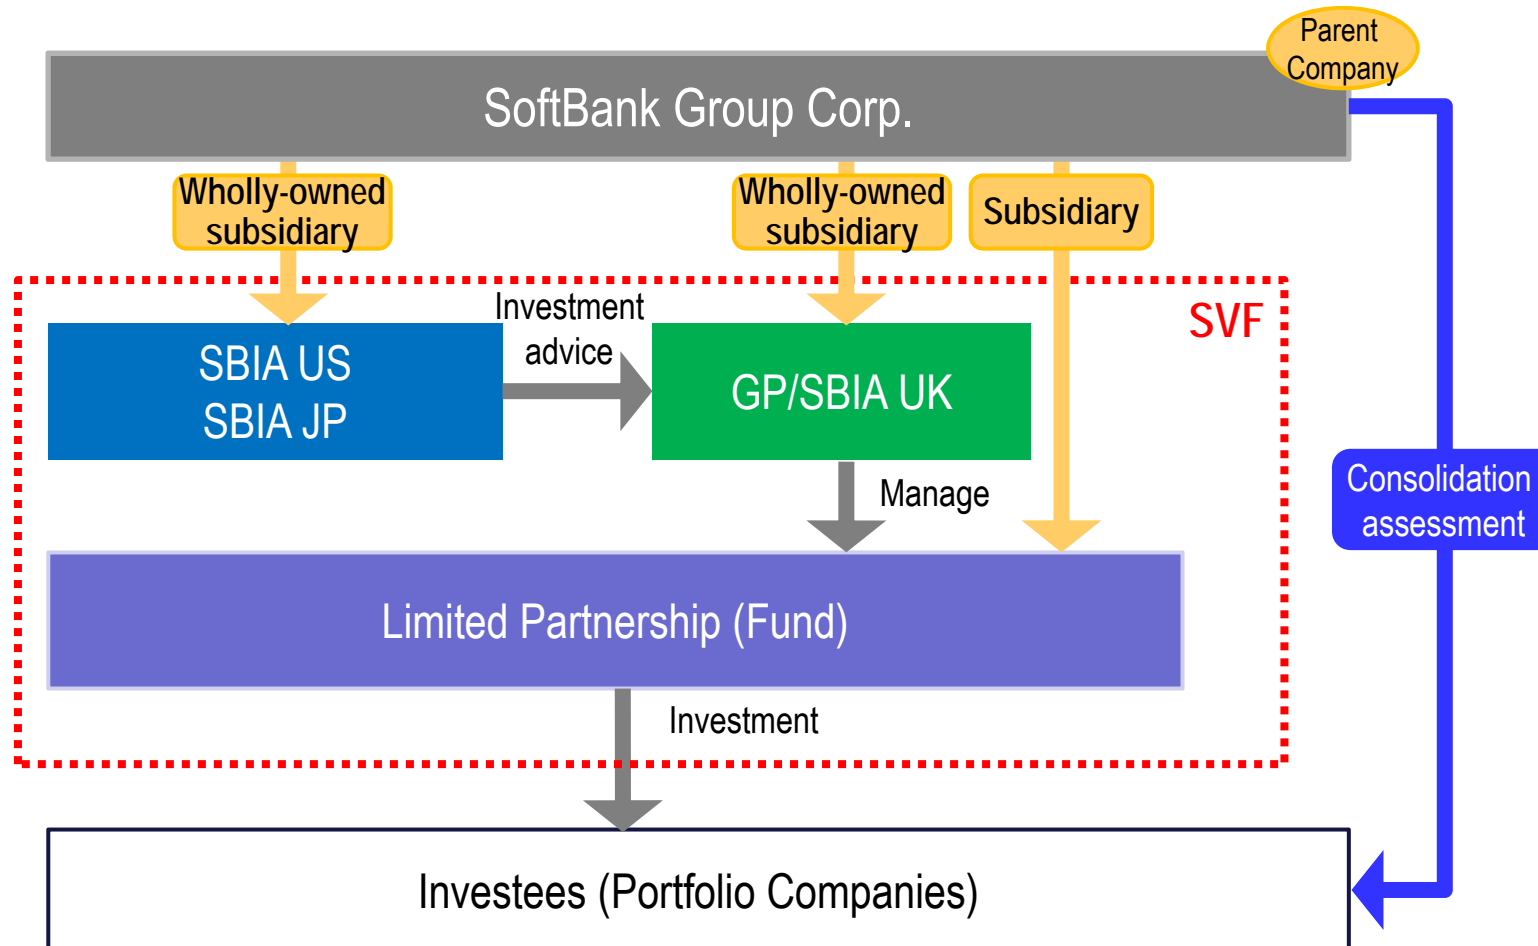 Parent
Company
SoftBank Group Corp.
Wholly-owned
subsidiary
Wholly-owned
subsidiary
Subsidiary
SVF
Investment
advice
SBIA US
SBIA JP
GP/SBIA UK
Manage
Consolidation
assessment
Limited Partnership (Fund)
Investment
Investees (Portfolio Companies)